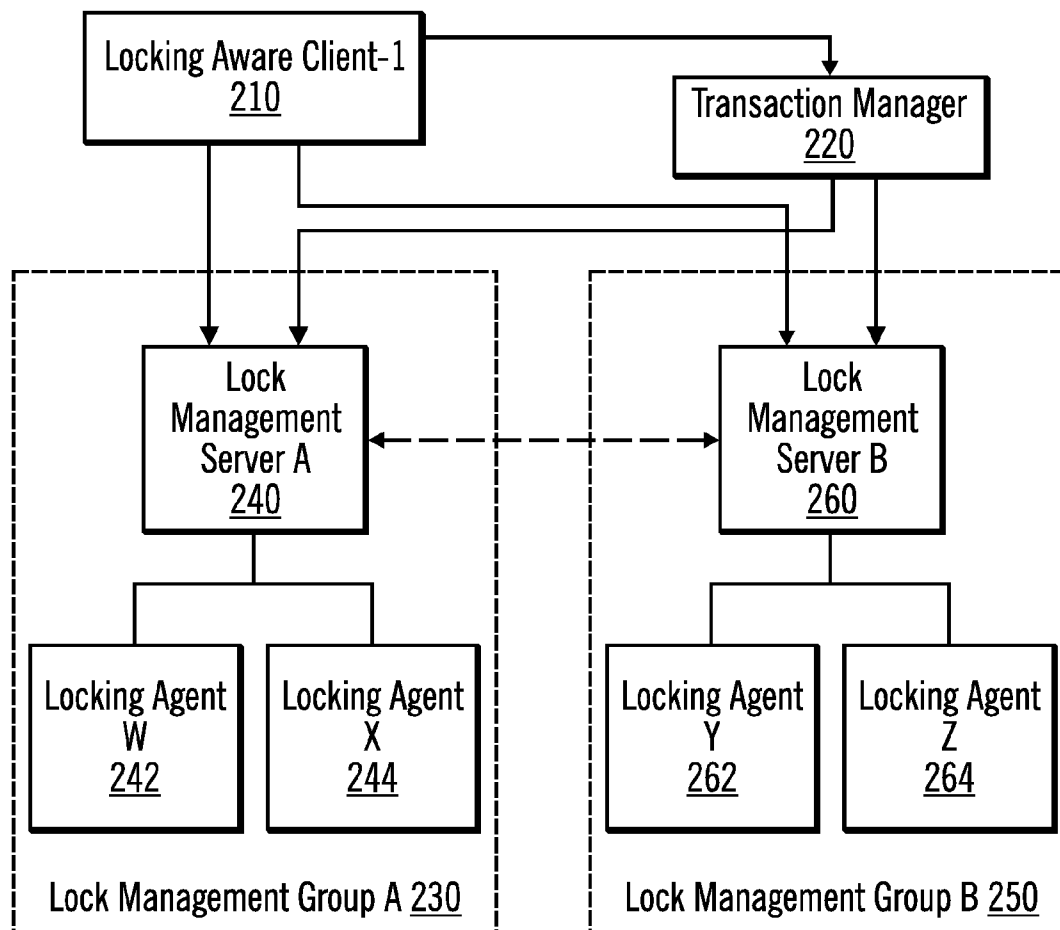 Locking Aware Client-1
210
Transaction Manager
220
Lock
Management
Server A
240
Lock
Management
Server B
260
Locking Agent
W
242
Locking Agent
X
244
Locking Agent
Y
262
Locking Agent
Z
264
Lock Management Group A 230
Lock Management Group B 250